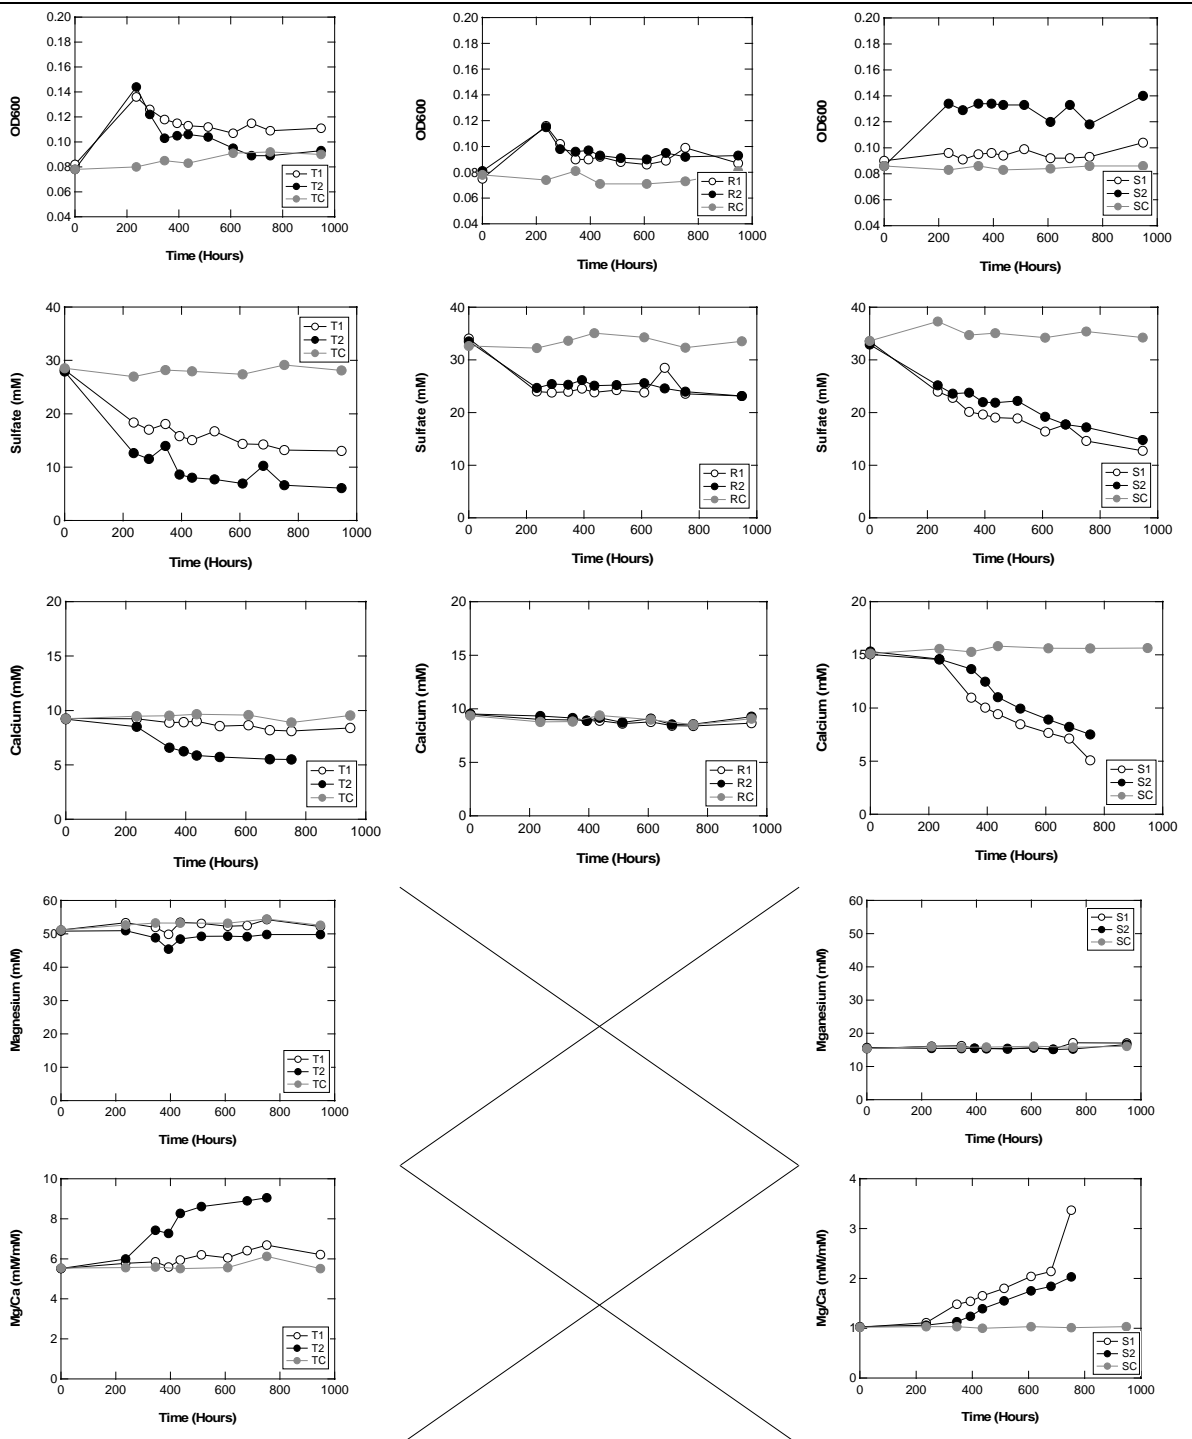 OD600
0.20
0.18
0.16
0.14
0.12
0.10
0.08
0.06
0.04
T1
T2
TC
0 200 400 600 800 1000
Time (Hours)
OD600
0.20
0.18
0.16
0.14
0.12
0.10
0.08
0.06
0.04
R1
R2
RC
0 200 400 600 800 1000
Time (Hours)
OD600
0.20
0.18
0.16
0.14
0.12
0.10
0.08
0.06
0.04
S1
S2
SC
0 200 400 600 800 1000
Time (Hours)
Sulfate (mM)
40
30
20
10
0
T1
T2
TC
0 200 400 600 800 1000
Time (Hours)
Sulfate (mM)
40
30
20
10
0
R1
R2
RC
0 200 400 600 800 1000
Time (Hours)
Sulfate (mM)
40
30
20
10
0
S1
S2
SC
0 200 400 600 800 1000
Time (Hours)
Calcium (mM)
20
15
10
5
0
T1
T2
TC
0 200 400 600 800 1000
Time (Hours)
Calcium (mM)
20
15
10
5
0
R1
R2
RC
0 200 400 600 800 1000
Time (Hours)
Calcium (mM)
20
15
10
5
0
S1
S2
SC
0 200 400 600 800 1000
Time (Hours)
Magnesium (mM)
60
50
40
30
20
10
0
T1
T2
TC
0 200 400 600 800 1000
Time (Hours)
Mganesium (mM)
60
50
40
30
20
10
0
S1
S2
SC
0 200 400 600 800 1000
Time (Hours)
Mg/Ca (mM/mM)
10
8
6
4
2
0
T1
T2
TC
0 200 400 600 800 1000
Time (Hours)
Mg/Ca (mM/mM)
4
3
2
1
0
S1
S2
SC
0 200 400 600 800 1000
Time (Hours)